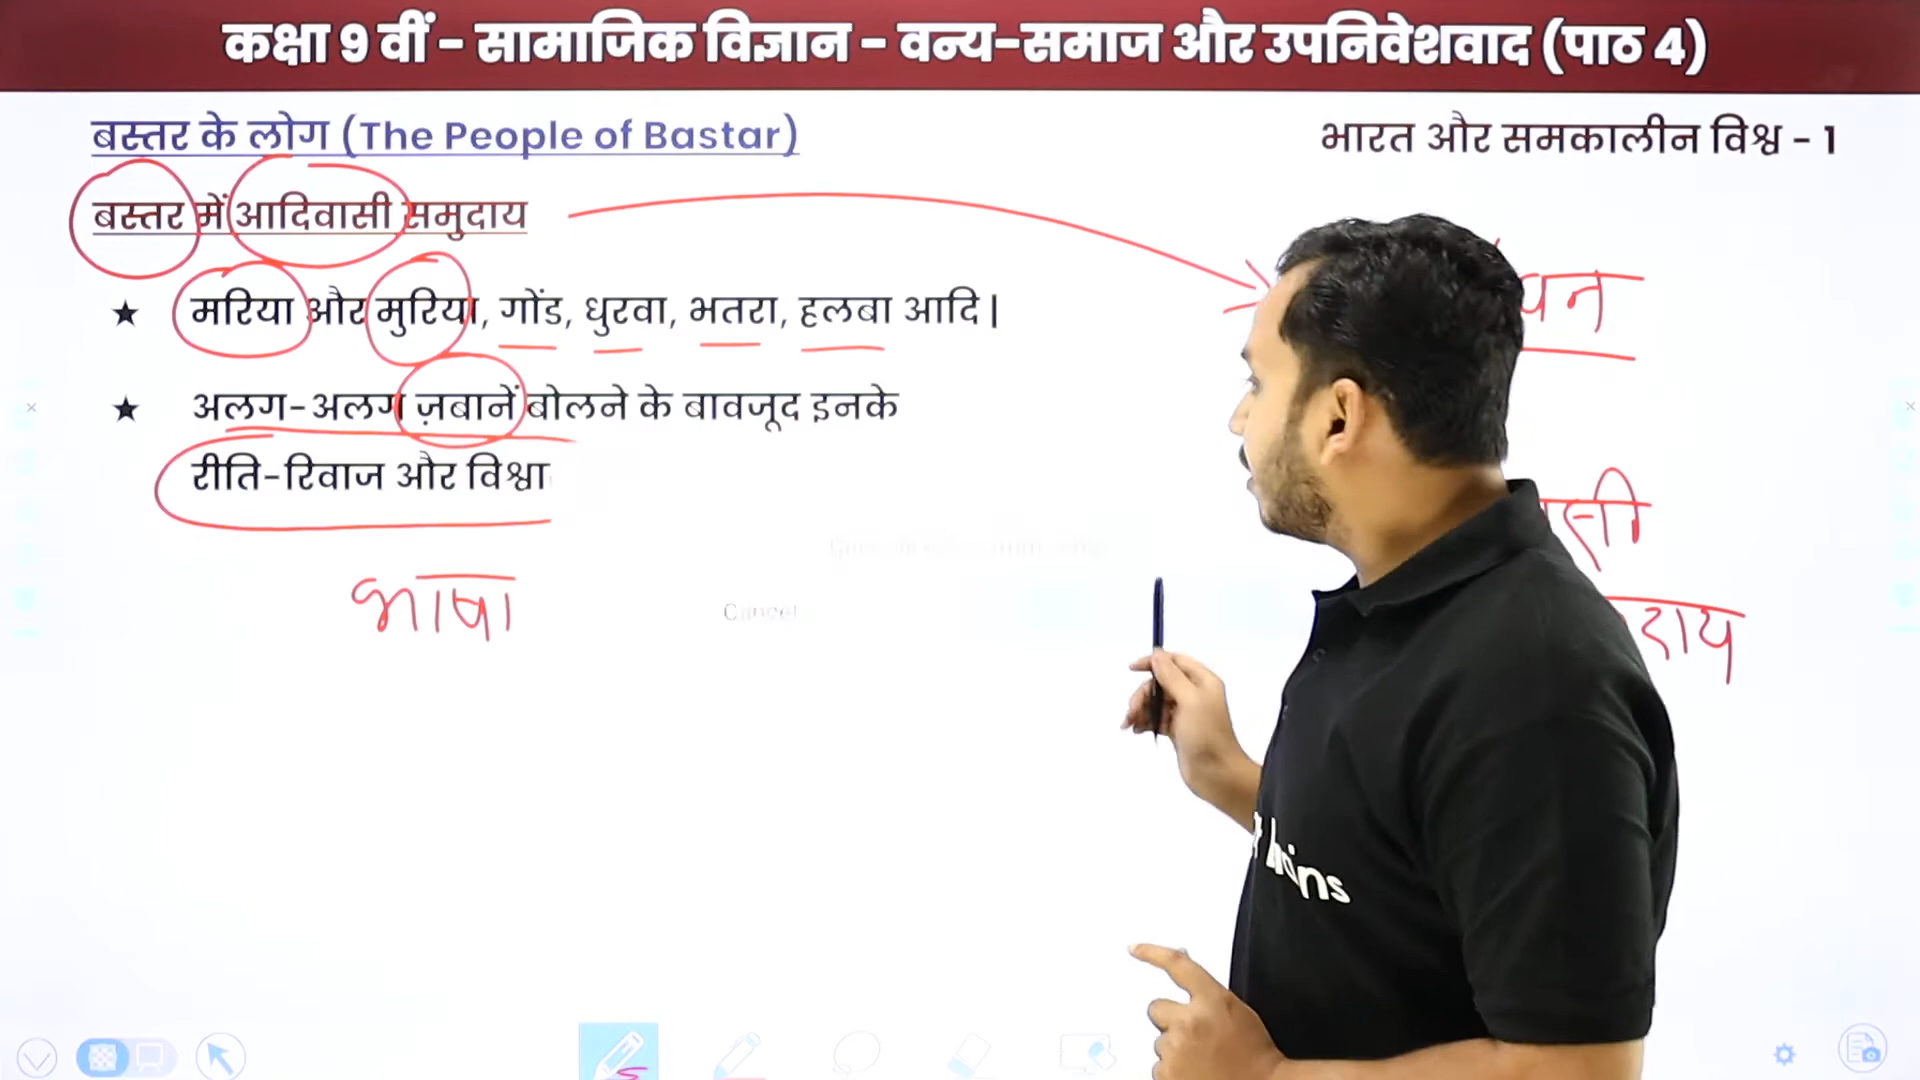 कक्षा 9 वीं - सामाजिक विज्ञान - वन्य-समाज और उपनिवेशवाद (पाठ 4)
बस्तर के लोग (The People of Bastar)
भारत और समकालीन विश्व - 1
बस्तर में आदिवासी समुदाय
★ मरिया और मुरिया, गोंड, धुरवा, भतरा, हलबा आदि |
★ अलग-अलग ज़बानें बोलने के बावजूद इनके
रीति-रिवाज और विश्वा
भाषा
Cancel